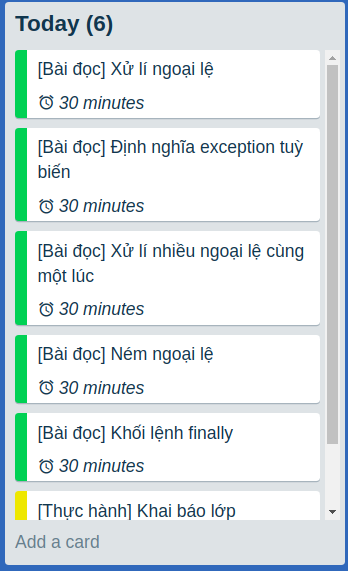 Today (6)
[Bài đọc] Xử lí ngoại lệ
30 minutes
[Bài đọc] Định nghĩa exception tuỳ
biến
30 minutes
[Bài đọc] Xử lí nhiều ngoại lệ cùng
một lúc
30 minutes
[Bài đọc] Ném ngoại lệ
30 minutes
[Bài đọc] Khối lệnh finally
30 minutes
[Thực hành] Khai báo lớp
Add a card